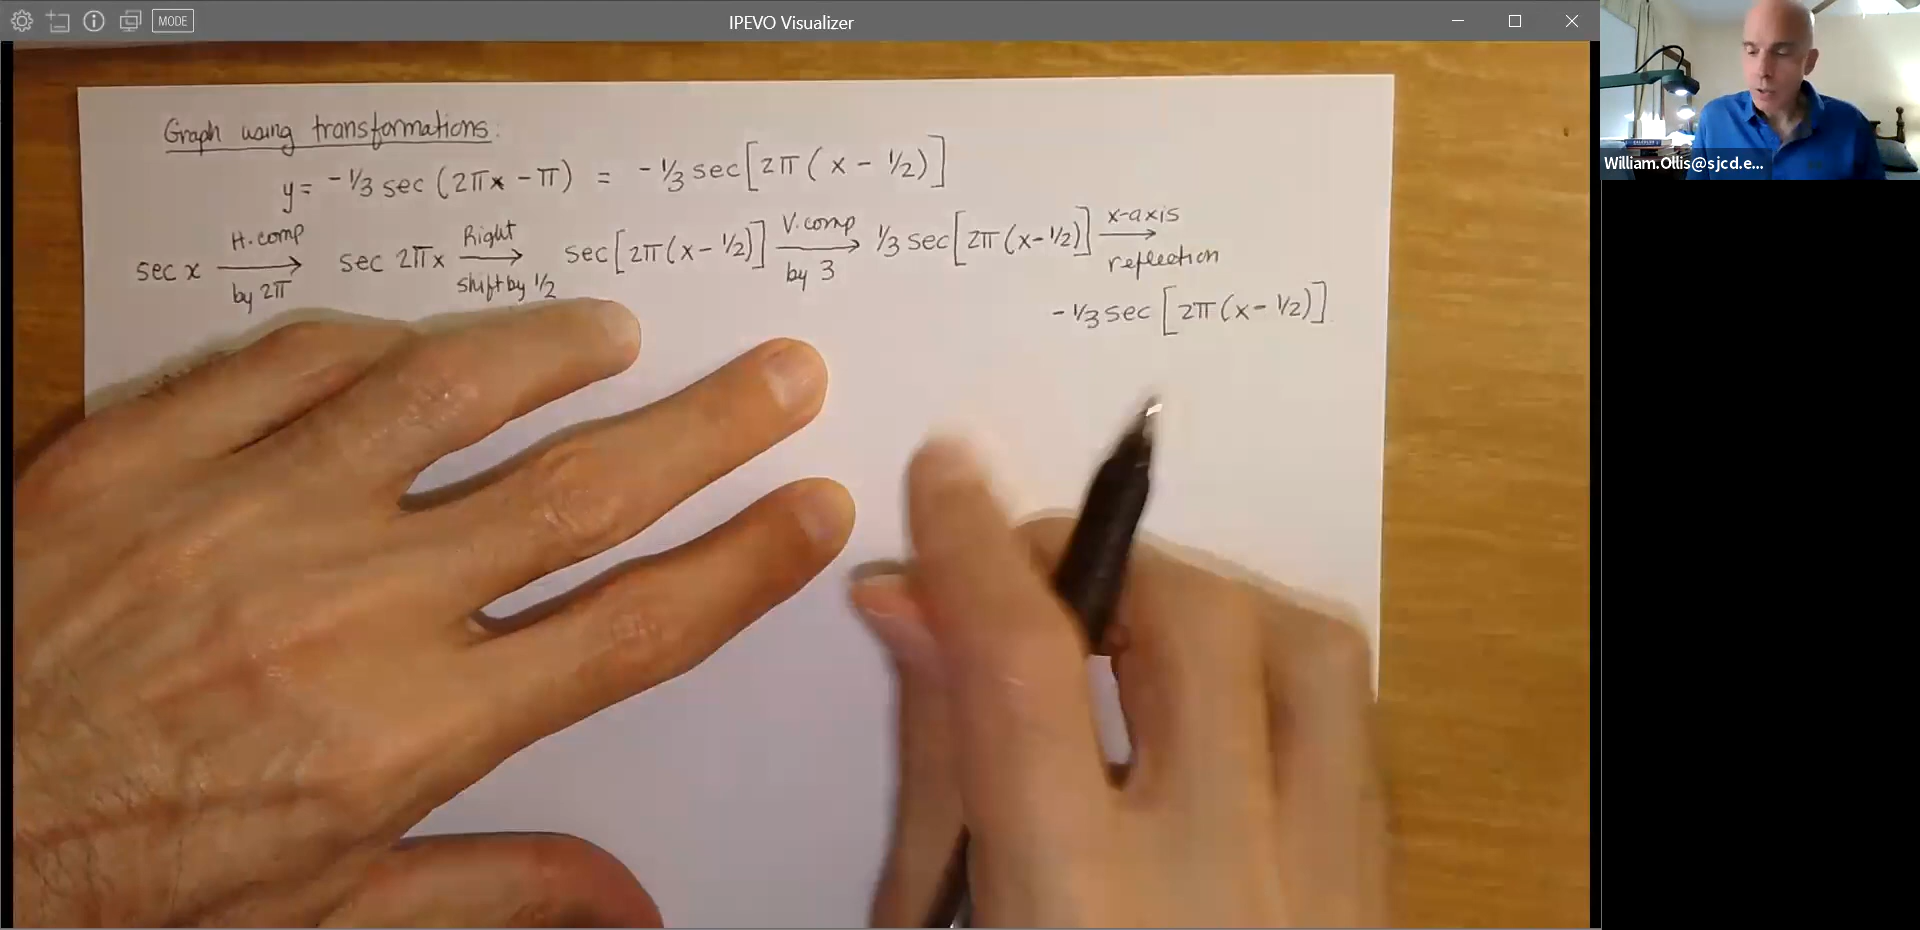 MODE
IPEVO Visualizer
William.Ollis@sjcd.e...
Graph using transformations:
y = -1/3 sec (2πx - π) = -1/3 sec [2π (x - 1/2)]
sec x H. comp by 2π → sec 2πx Right shift by 1/2 → sec [2π (x - 1/2)] V. comp by 3 → 1/3 sec [2π (x - 1/2)] x-axis reflection →
-1/3 sec [2π (x - 1/2)]